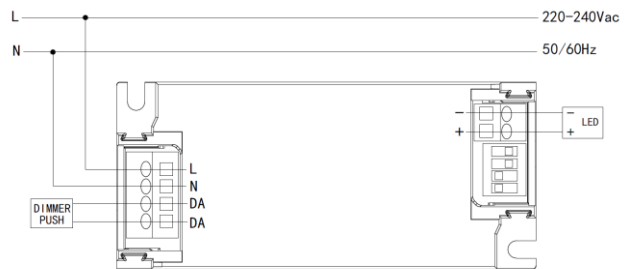 L 220-240Vac
N 50/60Hz
- -
+ + LED
L
N
DIMMER DA
PUSH DA